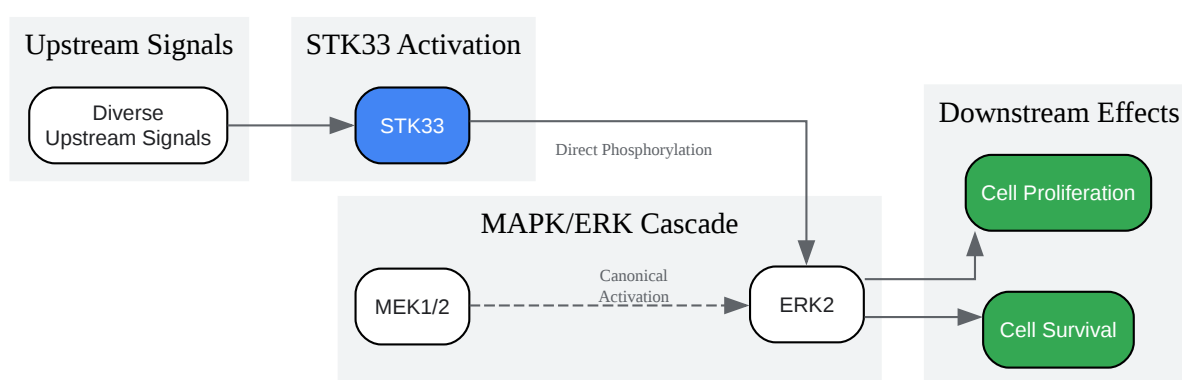 Upstream Signals
Diverse
Upstream Signals
STK33 Activation
STK33
Direct Phosphorylation
MAPK/ERK Cascade
MEK1/2
Canonical
Activation
ERK2
Downstream Effects
Cell Proliferation
Cell Survival